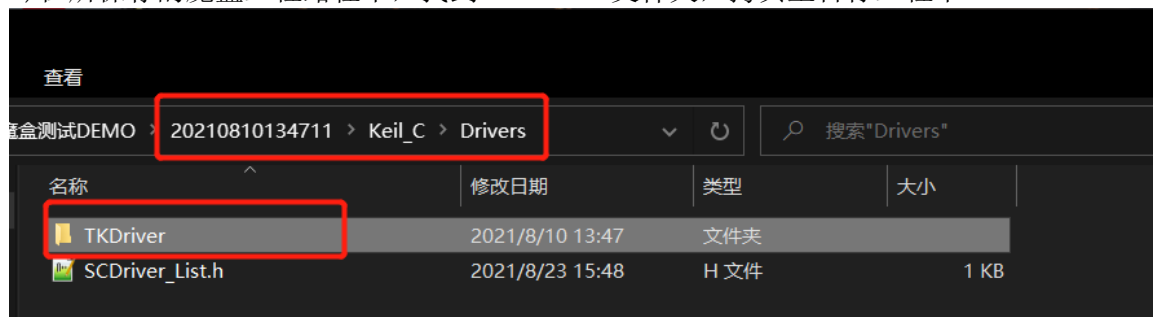 查看
魔盒测试DEMO > 20210810134711 > Keil_C > Drivers
搜索"Drivers"
名称 修改日期 类型 大小
TKDriver 2021/8/10 13:47 文件夹
SCDriver_List.h 2021/8/23 15:48 H 文件 1 KB